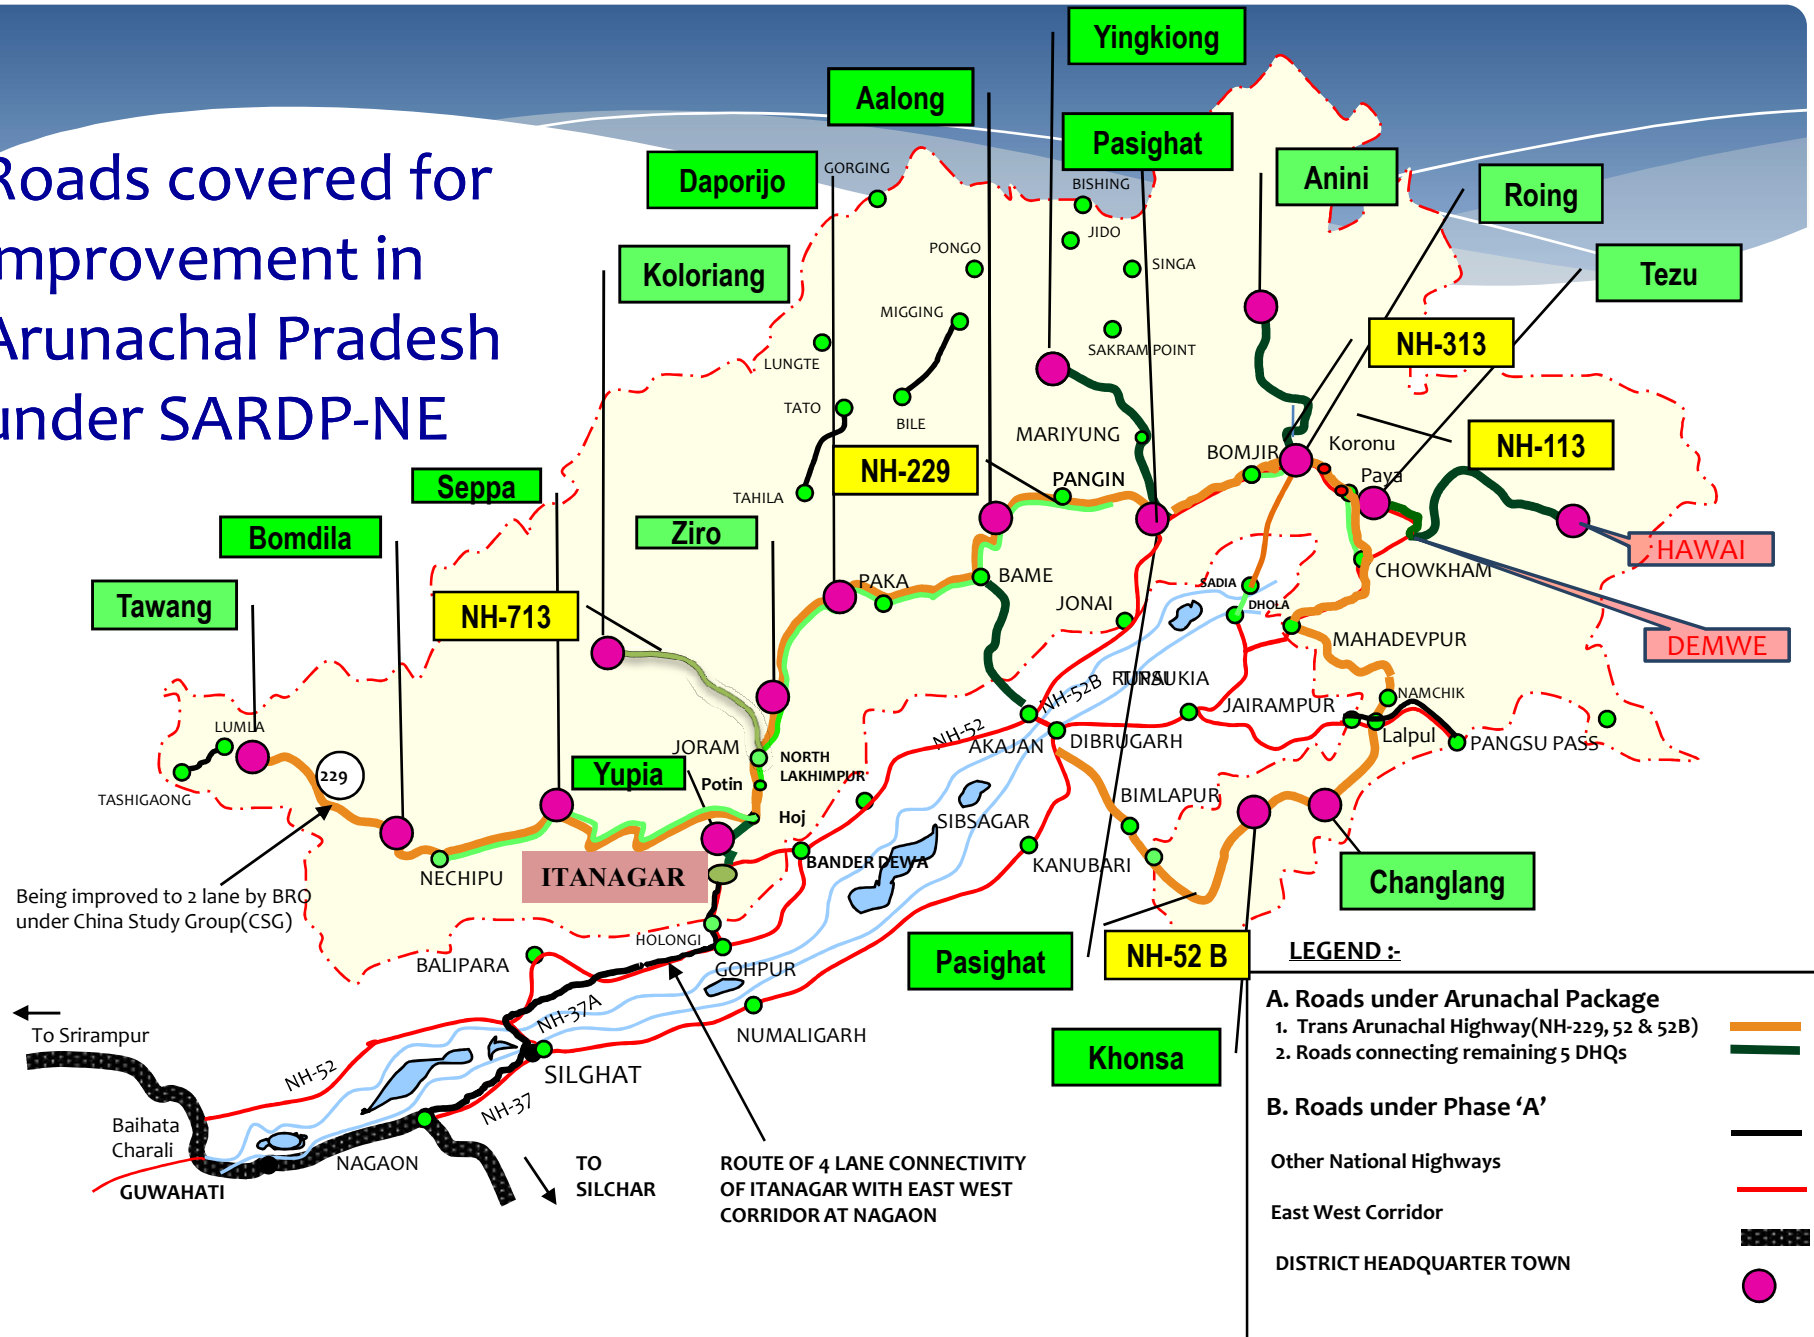 Roads covered for
improvement in
Arunachal Pradesh
under SARDP-NE
Yingkiong
Aalong
Pasighat
Daporijo
GORGING
BISHING
Anini
Roing
Koloriang
PONGO
JIDO
SINGA
Tezu
MIGGING
LUNGTE
SAKRAM POINT
NH-313
TATO
BILE
MARIYUNG
BOMJIR
Koronu
NH-113
Seppa
TAHILA
NH-229
PANGIN
Paya
Bomdila
Ziro
HAWAI
Tawang
NH-713
PAKA
BAME
SADIA
CHOWKHAM
JONAI
DHOLA
MAHADEVPUR
DEMWE
TINSUKIA
NH-52B
NAMCHIK
LUMLA
JORAM
NORTH
LAKHIMPUR
NH-52
AKAJAN
DIBRUGARH
JAIRAMPUR
Lalpul
PANGSU PASS
229
TASHIGAONG
Yupia
Potin
Hoj
BIMLAPUR
SIBSAGAR
NECHIPU
ITANAGAR
BANDER DEWA
KANUBARI
Changlang
Being improved to 2 lane by BRO
under China Study Group(CSG)
HOLONGI
BALIPARA
GOHPUR
Pasighat
NH-52 B
To Srirampur
NH-37A
NUMALIGARH
Khonsa
NH-52
SILGHAT
NH-37
Baihata
Charali
NAGAON
GUWAHATI
TO
SILCHAR
ROUTE OF 4 LANE CONNECTIVITY
OF ITANAGAR WITH EAST WEST
CORRIDOR AT NAGAON
LEGEND :-
A. Roads under Arunachal Package
1. Trans Arunachal Highway(NH-229, 52 & 52B)
2. Roads connecting remaining 5 DHQs
B. Roads under Phase ‘A’
Other National Highways
East West Corridor
DISTRICT HEADQUARTER TOWN